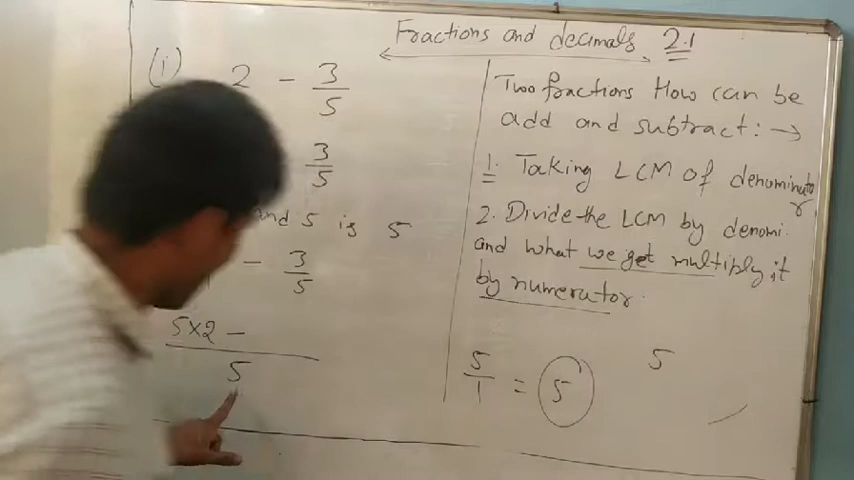 Fractions and decimals 2.1
(i) 2 - 3/5
3/5
and 5 is 5
- 3/5
5×2 -
5
Two fractions How can be
add and subtract:- →
1. Taking LCM of denominator
2. Divide the LCM by denomi.
and what we get multiply it
by numerator.
5/1 = 5
5